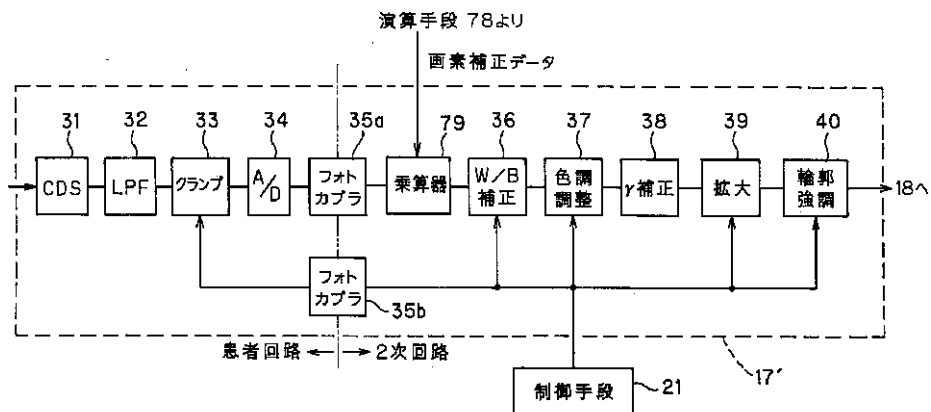 演算手段 78より
画素補正データ
31
32
33
34
35a
79
36
37
38
39
40
CDS
LPF
クランプ
A/D
フォト
カプラ
乗算器
W/B
補正
色調
調整
γ補正
拡大
輪郭
強調
18へ
フォト
カプラ
35b
患者回路
2次回路
17'
制御手段
21